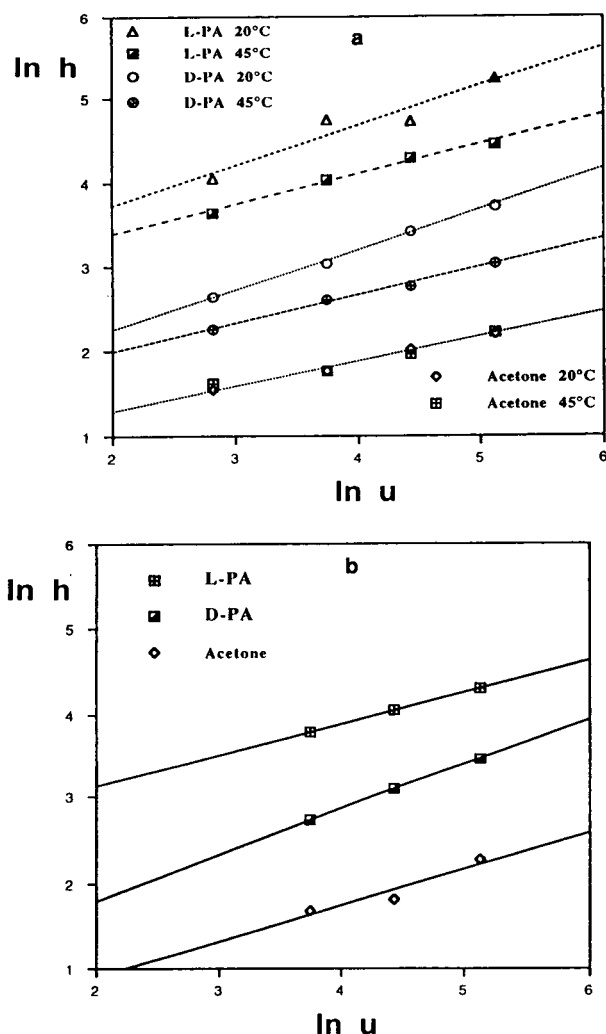 a
L-PA 20°C
L-PA 45°C
D-PA 20°C
D-PA 45°C
ln h
6
5
4
3
2
1
Acetone 20°C
Acetone 45°C
2 3 4 5 6
ln u
b
L-PA
D-PA
Acetone
ln h
6
5
4
3
2
1
2 3 4 5 6
ln u